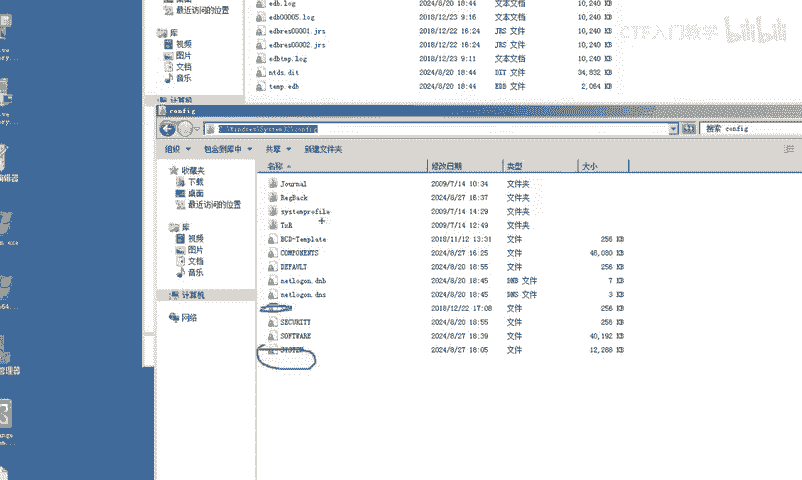 最近访问的位置
库
视频
图片
文档
音乐
edb.log 2024/8/20 18:44 文本文档 10,240 KB
edb00005.log 2018/12/23 9:16 文本文档 10,240 KB
edbres00001.jrs 2018/12/22 16:24 JRS 文件 10,240 KB
edbres00002.jrs 2018/12/22 16:24 JRS 文件 10,240 KB
edbtmp.log 2018/12/23 9:11 文本文档 10,240 KB
ntds.dit 2024/8/20 18:44 DIT 文件 34,832 KB
temp.edb 2024/8/20 18:44 EDB 文件 2,064 KB
CTF入门教学 bilibili
计算机
config
C:\Windows\System32\config
搜索 config
组织 包含到库中 共享 新建文件夹
收藏夹
下载
桌面
最近访问的位置
库
视频
图片
文档
音乐
计算机
网络
名称 修改日期 类型 大小
Journal 2009/7/14 10:34 文件夹
RegBack 2024/8/27 16:37 文件夹
systemprofile 2009/7/14 14:29 文件夹
TxR 2009/7/14 12:49 文件夹
BCD-Template 2018/11/12 13:31 文件 256 KB
COMPONENTS 2024/8/27 16:25 文件 46,080 KB
DEFAULT 2024/8/20 18:55 文件 256 KB
netlogon.dnb 2024/8/20 18:45 DNB 文件 7 KB
netlogon.dns 2024/8/20 18:45 DNS 文件 3 KB
2018/12/22 17:08 文件 256 KB
SECURITY 2024/8/20 18:55 文件 256 KB
SOFTWARE 2024/8/27 18:39 文件 40,192 KB
SYSTEM 2024/8/27 18:05 文件 12,288 KB